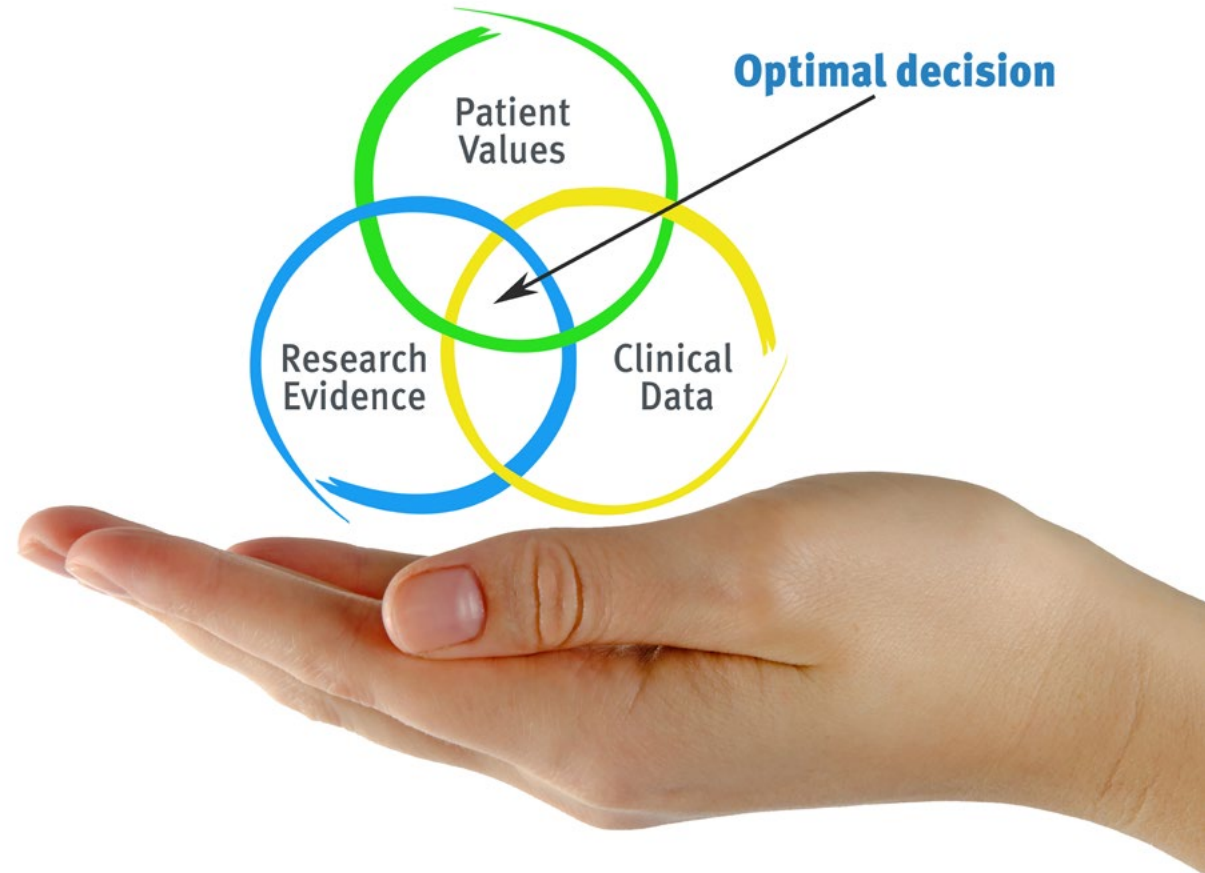 Optimal decision
Patient
Values
Research
Evidence
Clinical
Data